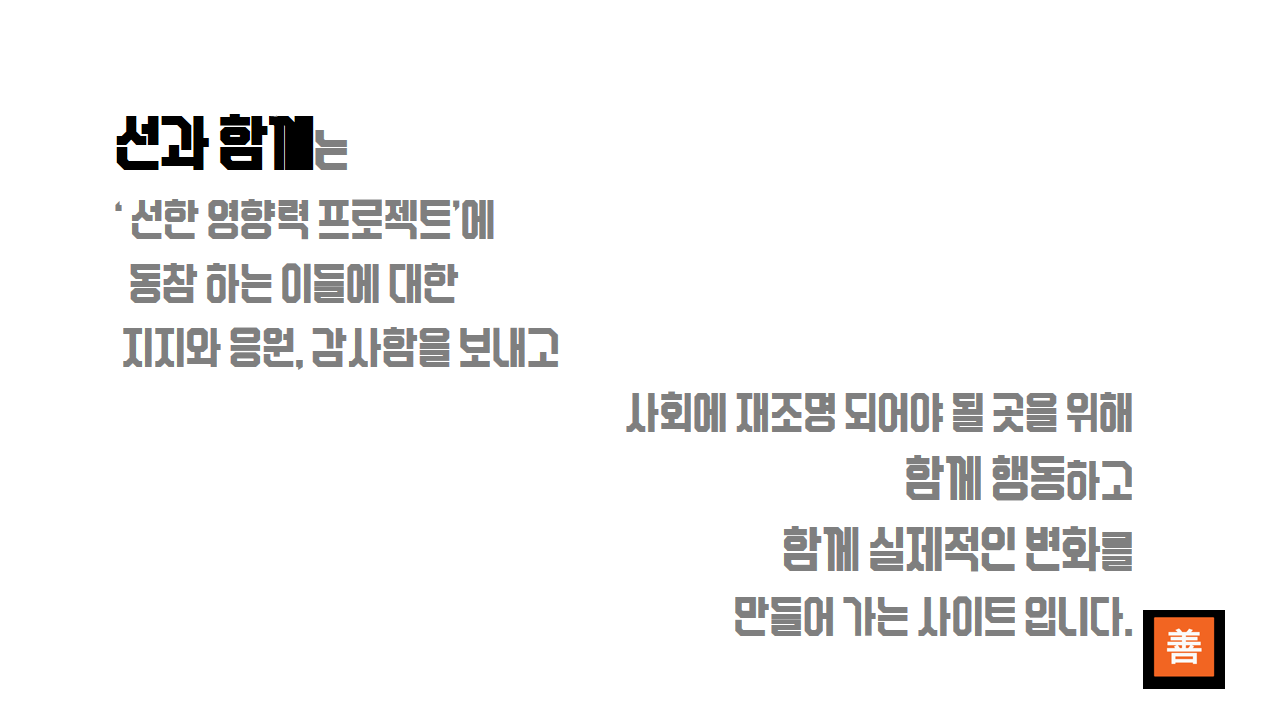 선과 함께는
‘ 선한 영향력 프로젝트’에
동참 하는 이들에 대한
지지와 응원, 감사함을 보내고
사회에 재조명 되어야 될 곳을 위해
함께 행동하고
함께 실제적인 변화를
만들어 가는 사이트 입니다.
善